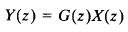 Y(z) = G(z)X(z)